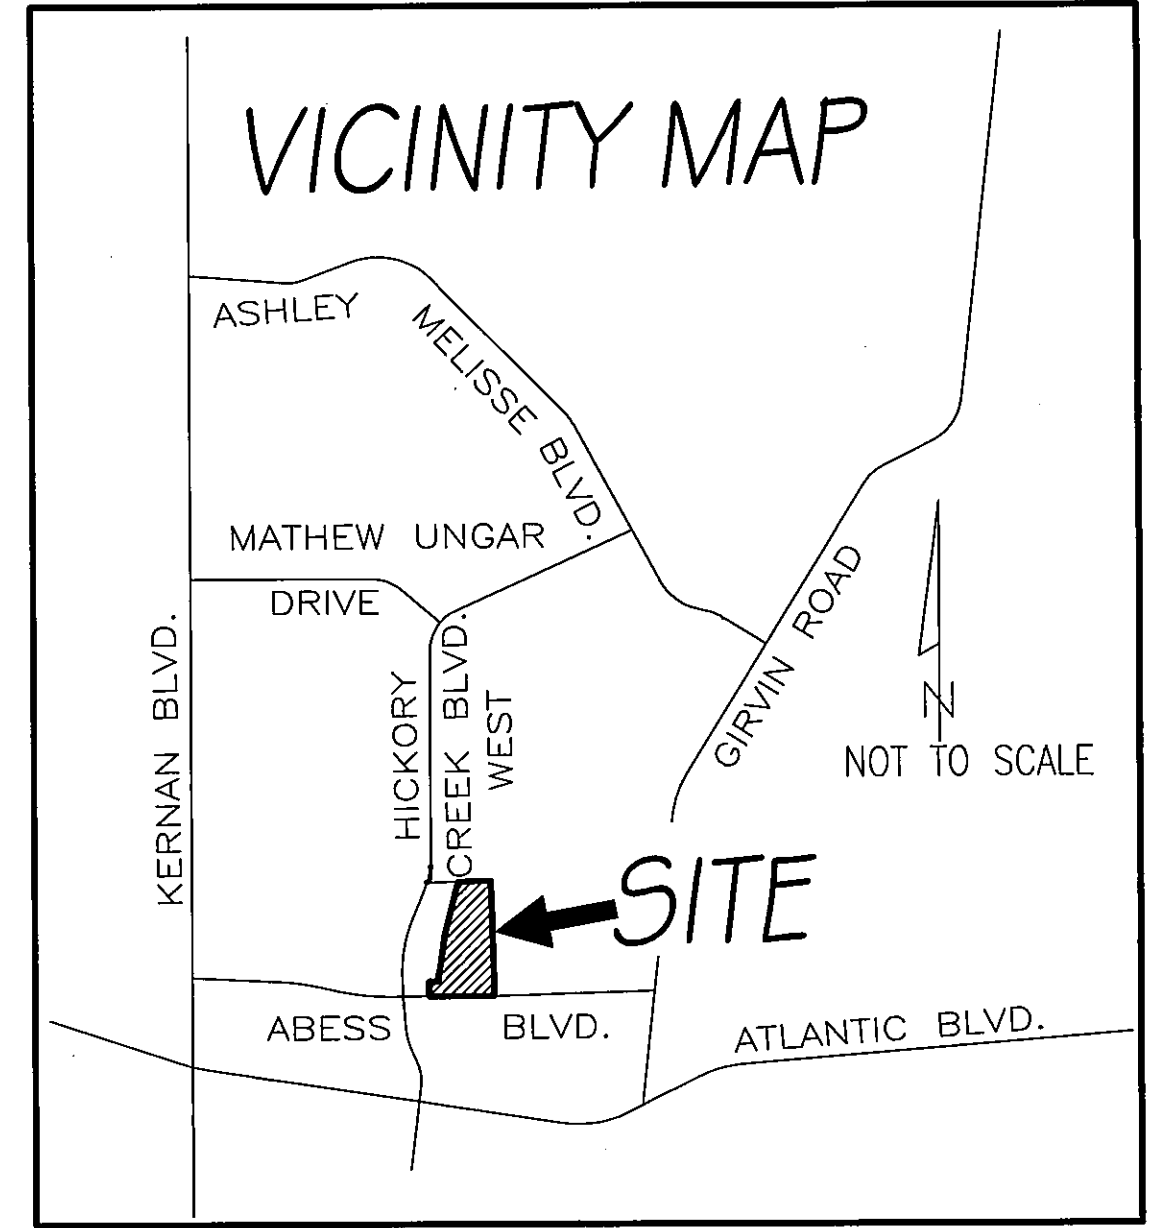 VICINITY MAP
ASHLEY
MELISSE BLVD.
MATHEW UNGAR
DRIVE
KERNAN BLVD.
HICKORY
CREEK BLVD.
WEST
GIRVIN ROAD
N
NOT TO SCALE
SITE
ABESS BLVD.
ATLANTIC BLVD.